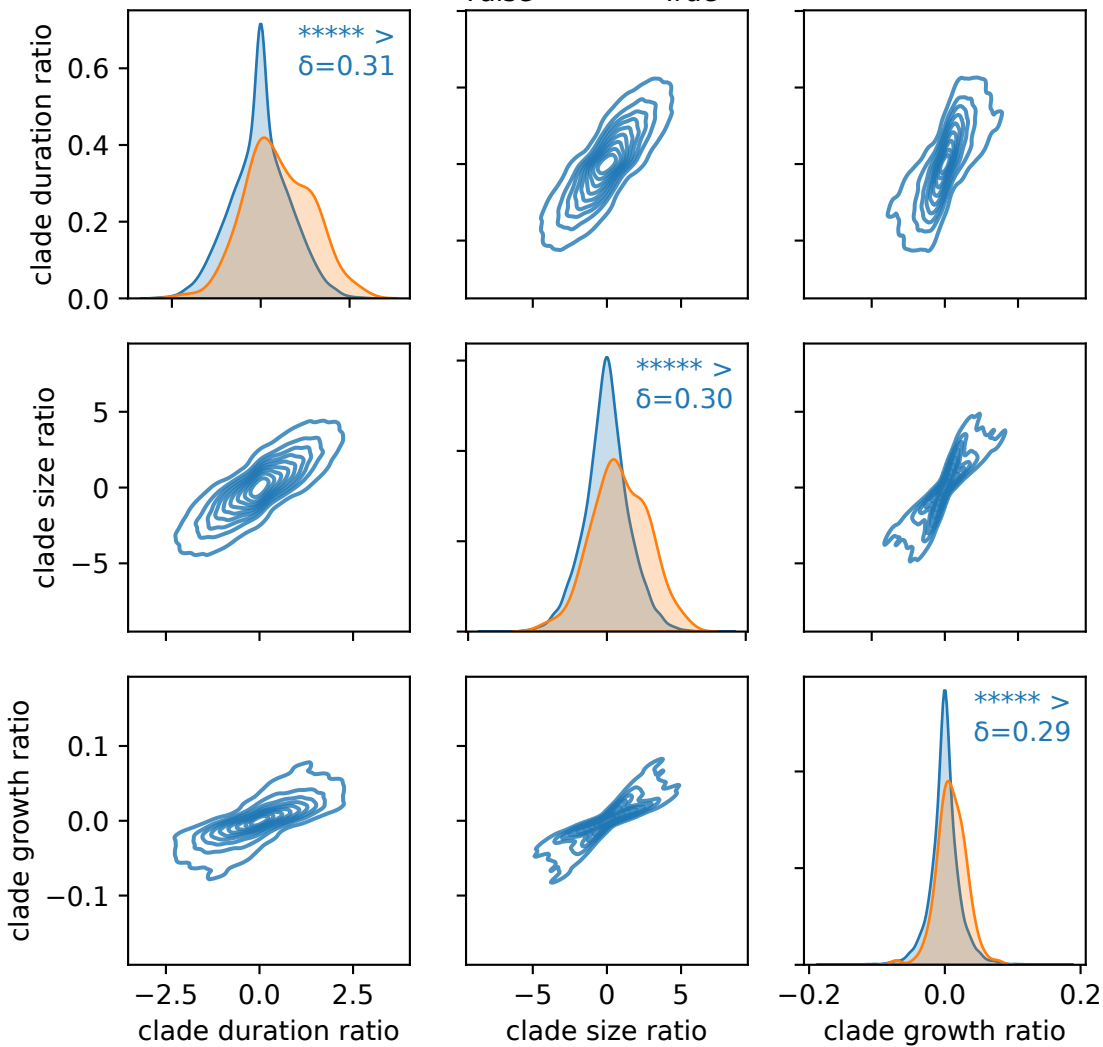 ***** >
δ=0.31
clade duration ratio
0.6
0.4
0.2
0.0
***** >
δ=0.30
clade size ratio
5
0
−5
***** >
δ=0.29
clade growth ratio
0.1
0.0
−0.1
−2.5 0.0 2.5
−5 0 5
−0.2 0.0 0.2
clade duration ratio
clade size ratio
clade growth ratio